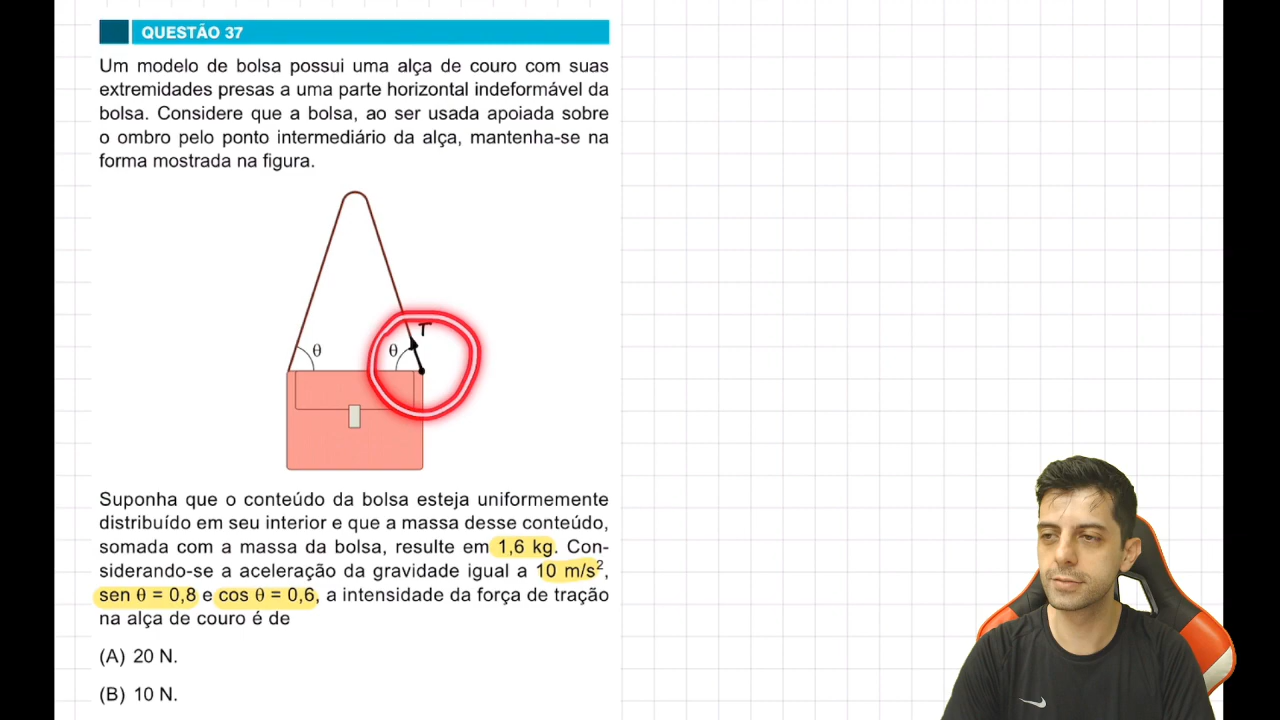 QUESTÃO 37
Um modelo de bolsa possui uma alça de couro com suas
extremidades presas a uma parte horizontal indeformável da
bolsa. Considere que a bolsa, ao ser usada apoiada sobre
o ombro pelo ponto intermediário da alça, mantenha-se na
forma mostrada na figura.
T
θ θ
Suponha que o conteúdo da bolsa esteja uniformemente
distribuído em seu interior e que a massa desse conteúdo,
somada com a massa da bolsa, resulte em 1,6 kg. Con-
siderando-se a aceleração da gravidade igual a 10 m/s²,
sen θ = 0,8 e cos θ = 0,6, a intensidade da força de tração
na alça de couro é de
(A) 20 N.
(B) 10 N.